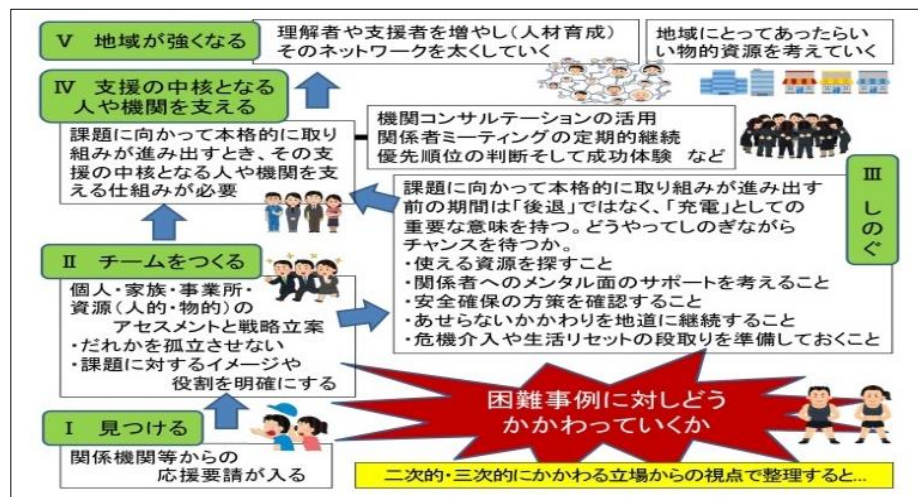 Ⅴ 地域が強くなる
理解者や支援者を増やし(人材育成)
そのネットワークを太くしていく
地域にとってあったらい
い物的資源を考えていく
Ⅳ 支援の中核となる
人や機関を支える
課題に向かって本格的に取り
組みが進み出すとき、その支
援の中核となる人や機関を支
える仕組みが必要
機関コンサルテーションの活用
関係者ミーティングの定期的継続
優先順位の判断そして成功体験 など
Ⅲ しのぐ
課題に向かって本格的に取り組みが進み出す
前の期間は「後退」ではなく、「充電」としての
重要な意味を持つ。どうやってしのぎながら
チャンスを待つか。
・使える資源を探すこと
・関係者へのメンタル面のサポートを考えること
・安全確保の方策を確認すること
・あせらないかかわりを地道に継続すること
・危機介入や生活リセットの段取りを準備しておくこと
Ⅱ チームをつくる
個人・家族・事業所・
資源(人的・物的)の
アセスメントと戦略立案
・だれかを孤立させない
・課題に対するイメージや
役割を明確にする
Ⅰ 見つける
関係機関等からの
応援要請が入る
困難事例に対しどう
かかわっていくか
二次的・三次的にかかわる立場からの視点で整理すると…